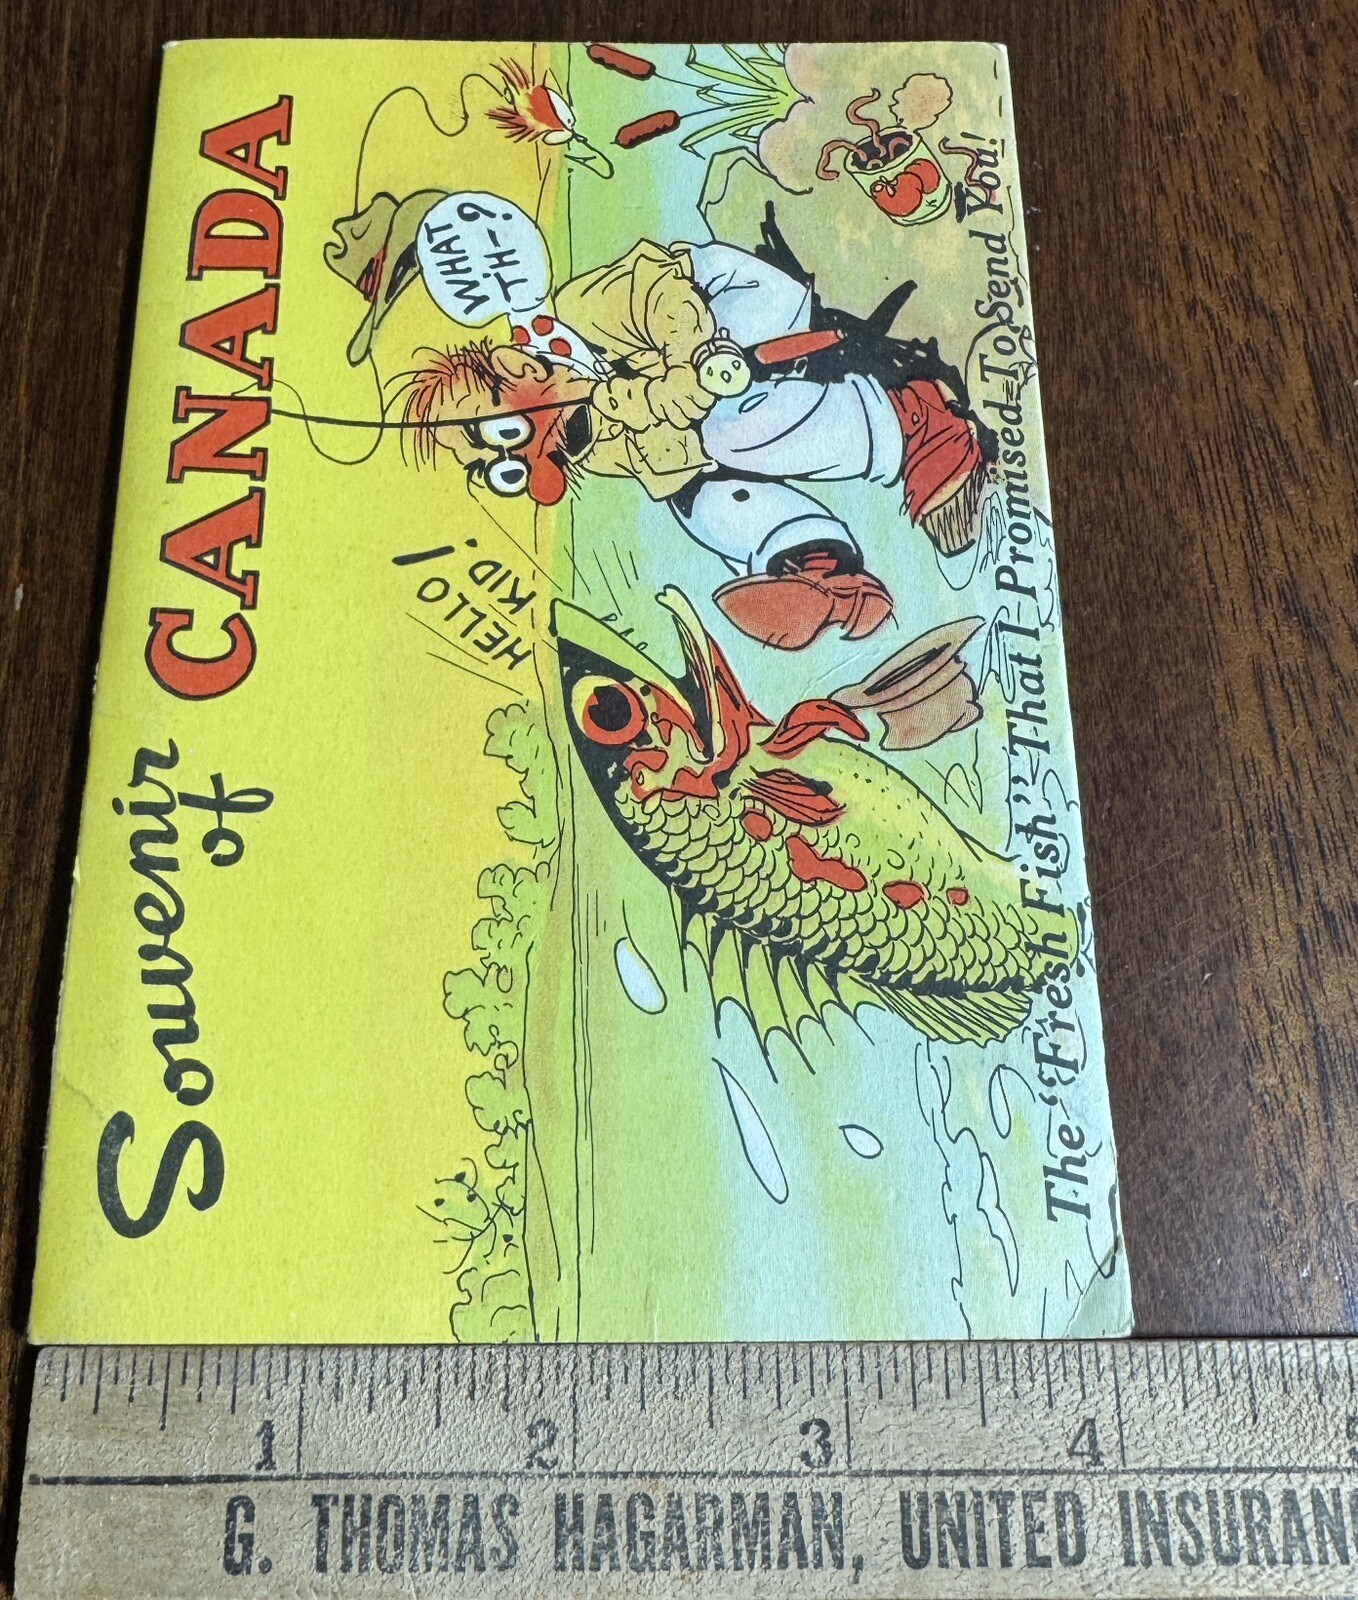 Souvenir
of
CANADA
WHAT
TH-?
HELLO
KID!
The "Fresh Fish" That I Promised To Send You!
1 2 3 4
G. THOMAS HAGARMAN, UNITED INSURAN